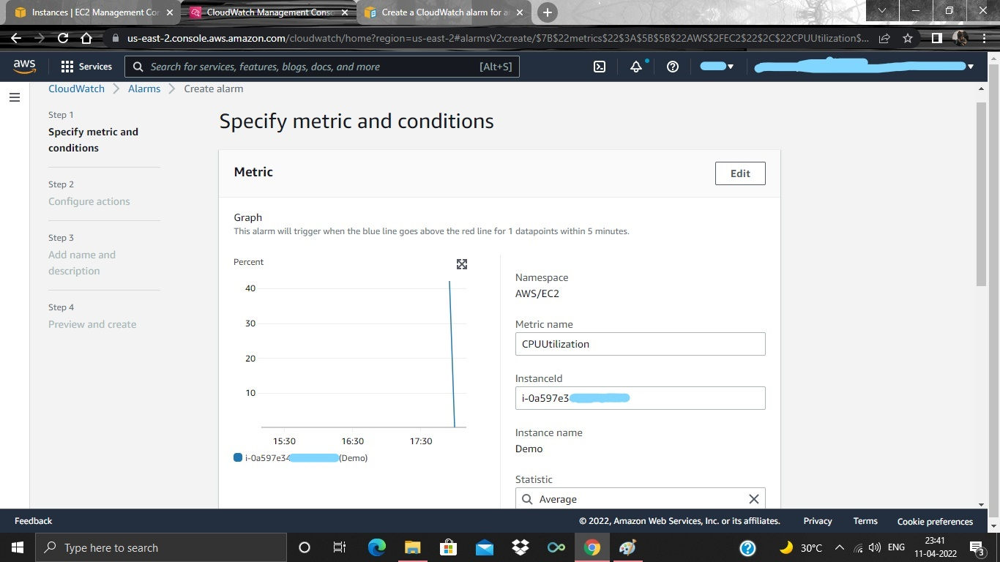 Instances | EC2 Management Cor
CloudWatch Management Conso
Create a CloudWatch alarm for a
us-east-2.console.aws.amazon.com/cloudwatch/home?region=us-east-2#alarmsV2:create/$7B$22metrics$22$3A$5B$5B$22AWS$2FEC2$22$2C$22CPUUtilization$...
aws
Services
Search for services, features, blogs, docs, and more
[Alt+S]
CloudWatch
Alarms
Create alarm
Step 1
Specify metric and
conditions
Step 2
Configure actions
Step 3
Add name and
description
Step 4
Preview and create
Specify metric and conditions
Metric
Edit
Graph
This alarm will trigger when the blue line goes above the red line for 1 datapoints within 5 minutes.
Percent
40
30
20
10
15:30
16:30
17:30
i-0a597e34
(Demo)
Namespace
AWS/EC2
Metric name
CPUUtilization
InstanceId
i-0a597e3
Instance name
Demo
Statistic
Average
Feedback
© 2022, Amazon Web Services, Inc. or its affiliates.
Privacy
Terms
Cookie preferences
Type here to search
30°C
ENG
23:41
11-04-2022
3